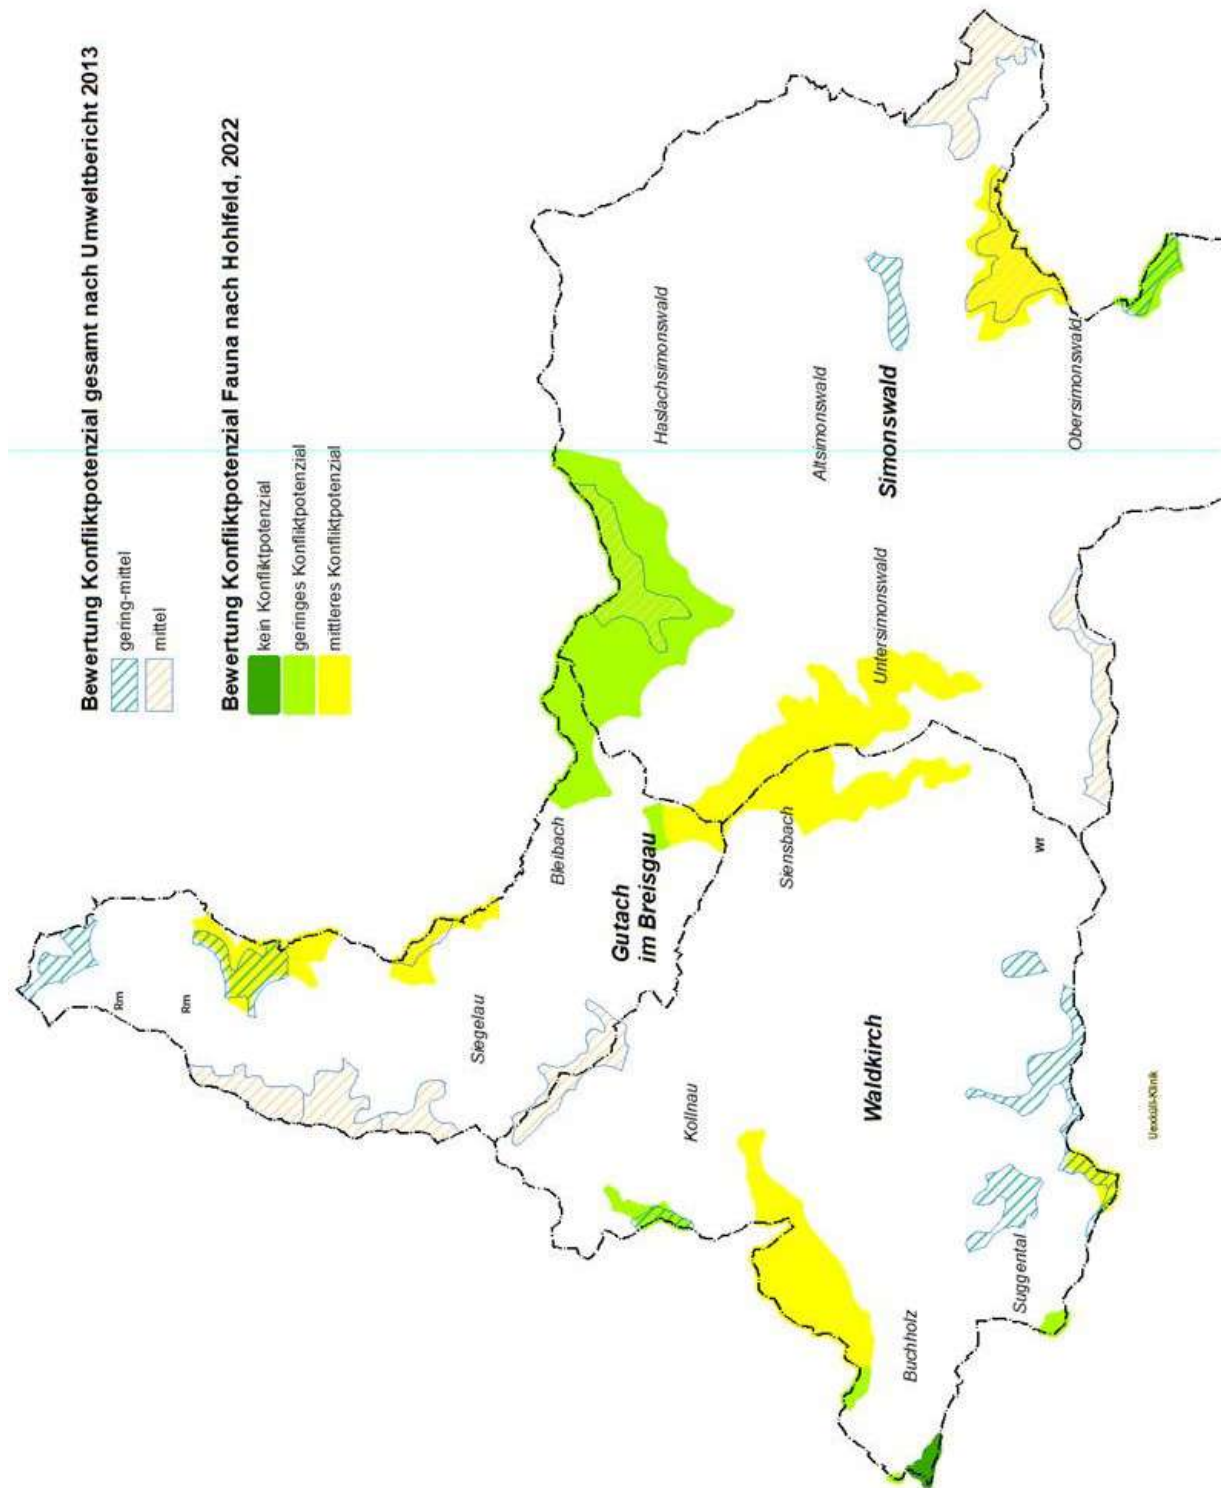 Bewertung Konfliktpotenzial gesamt nach Umweltbericht 2013
gering-mittel
mittel
Bewertung Konfliktpotenzial Fauna nach Hohlfeld, 2022
kein Konfliktpotenzial
geringes Konfliktpotenzial
mittleres Konfliktpotenzial
Rm
Rm
Siegelau
Bleibach
Gutach
im Breisgau
Haslachsimonswald
Kollnau
Siensbach
Altsimonswald
Simonswald
Untersimonswald
Waldkirch
Buchholz
Suggental
Wf
Obersimonswald
Uexküll-Klinik